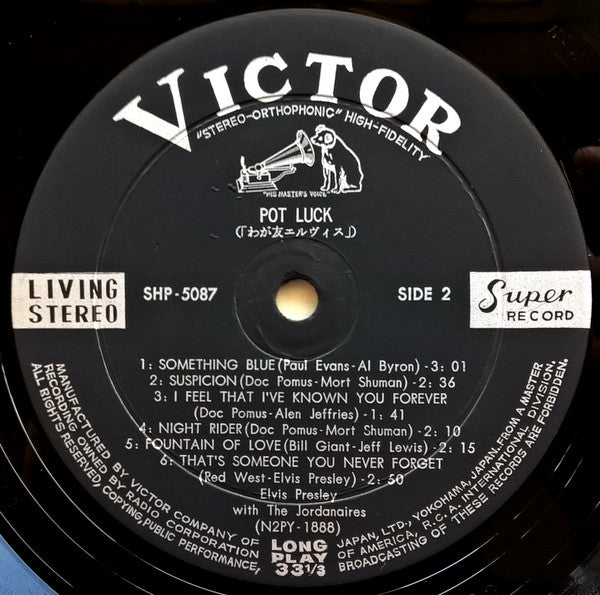 VICTOR
"STEREO-ORTHOPHONIC" HIGH-FIDELITY
"HIS MASTER'S VOICE"
POT LUCK
(「わが友エルヴィス」)
LIVING STEREO
SHP-5087
SIDE 2
Super RECORD
1: SOMETHING BLUE (Paul Evans-Al Byron)-3: 01
2: SUSPICION (Doc Pomus-Mort Shuman)-2: 36
3: I FEEL THAT I'VE KNOWN YOU FOREVER
(Doc Pomus-Alen Jeffries)-1: 41
4: NIGHT RIDER (Doc Pomus-Mort Shuman)-2: 10
5: FOUNTAIN OF LOVE (Bill Giant-Jeff Lewis)-2: 15
6: THAT'S SOMEONE YOU NEVER FORGET
(Red West-Elvis Presley)-2: 50
Elvis Presley
with The Jordanaires
(N2PY-1888)
LONG PLAY 33 1/3
MANUFACTURED BY VICTOR COMPANY OF JAPAN, LTD., YOKOHAMA, JAPAN. FROM A MASTER
RECORDING OWNED BY RADIO CORPORATION OF AMERICA, R.C.A. INTERNATIONAL DIVISION.
ALL RIGHTS RESERVED, COPYING, PUBLIC PERFORMANCE, BROADCASTING OF THESE RECORDS ARE FORBIDDEN.